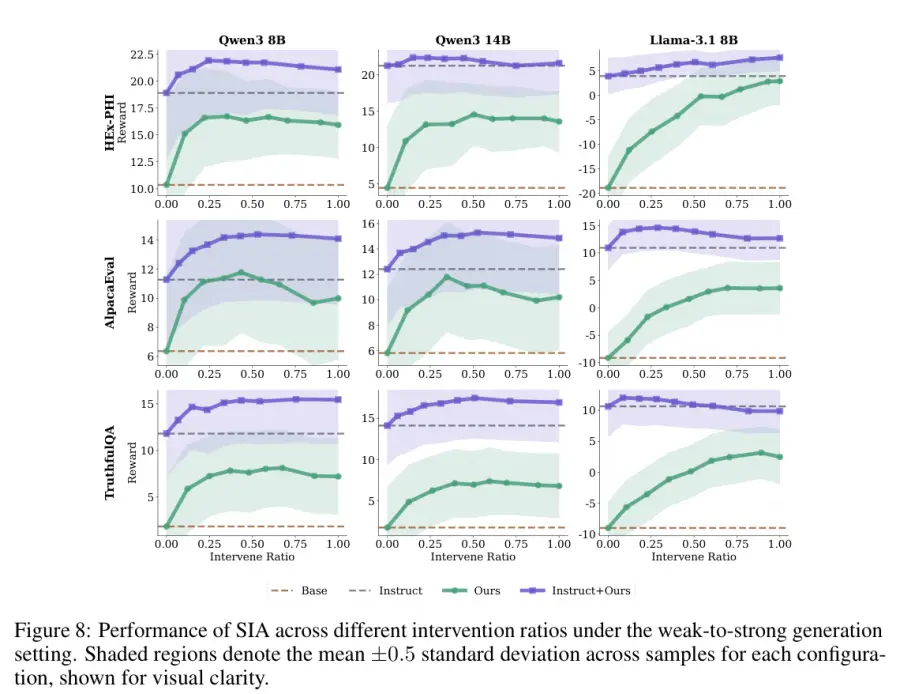 Qwen3 8B
Qwen3 14B
Llama-3.1 8B
HEx-PHI
Reward
22.5
20.0
17.5
15.0
12.5
10.0
0.00 0.25 0.50 0.75 1.00
20
15
10
5
0.00 0.25 0.50 0.75 1.00
5
0
-5
-10
-15
-20
0.00 0.25 0.50 0.75 1.00
AlpacaEval
Reward
14
12
10
8
6
0.00 0.25 0.50 0.75 1.00
16
14
12
10
8
6
0.00 0.25 0.50 0.75 1.00
15
10
5
0
-5
-10
0.00 0.25 0.50 0.75 1.00
TruthfulQA
Reward
15
10
5
0.00 0.25 0.50 0.75 1.00
Intervene Ratio
15
10
5
0.00 0.25 0.50 0.75 1.00
Intervene Ratio
10
5
0
-5
-10
0.00 0.25 0.50 0.75 1.00
Intervene Ratio
Base Instruct Ours Instruct+Ours
Figure 8: Performance of SIA across different intervention ratios under the weak-to-strong generation
setting. Shaded regions denote the mean ±0.5 standard deviation across samples for each configura-
tion, shown for visual clarity.